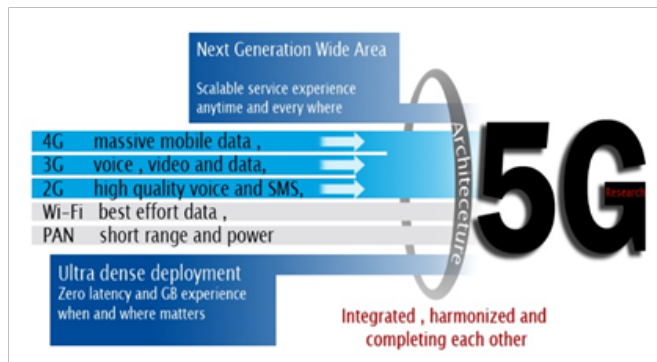 Next Generation Wide Area
Scalable service experience
anytime and every where
4G massive mobile data ,
3G voice , video and data,
2G high quality voice and SMS,
Wi-Fi best effort data ,
PAN short range and power
Architeceture
5G
Research
Ultra dense deployment
Zero latency and GB experience
when and where matters
Integrated , harmonized and
completing each other